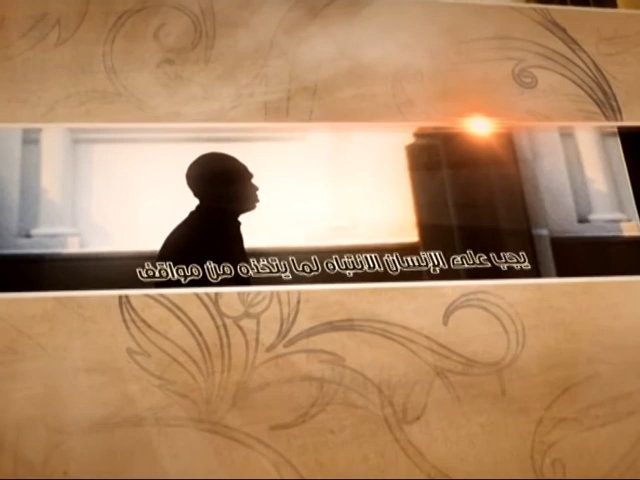 يجب على الإنسان الانتباه لما يتخذه من مواقف